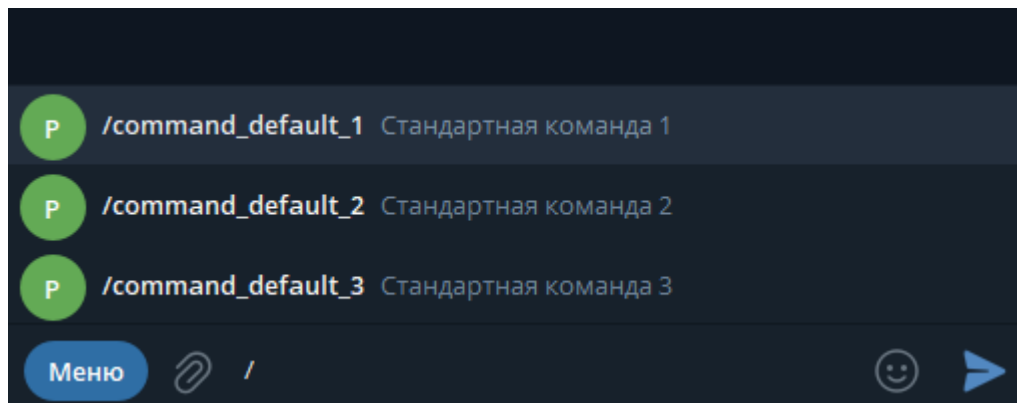 P /command_default_1 Стандартная команда 1
P /command_default_2 Стандартная команда 2
P /command_default_3 Стандартная команда 3
Меню /